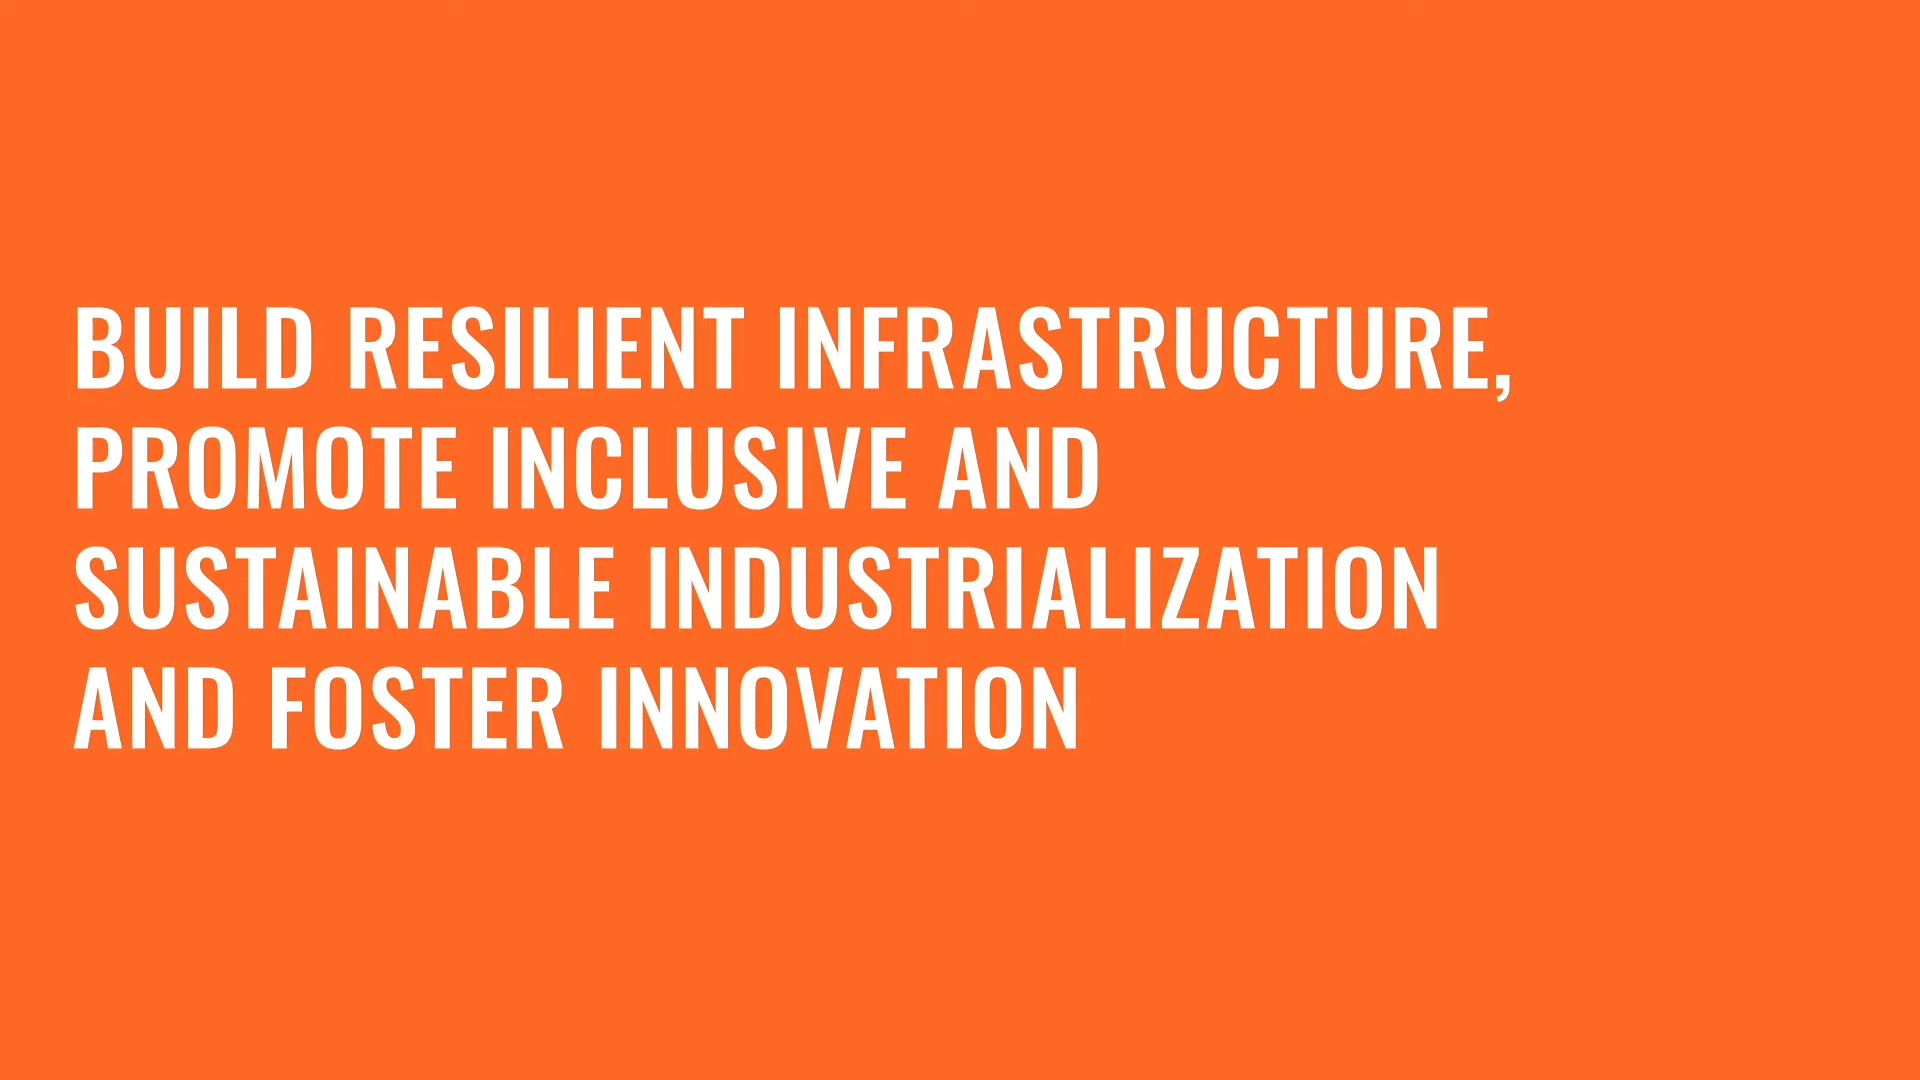 BUILD RESILIENT INFRASTRUCTURE,
PROMOTE INCLUSIVE AND
SUSTAINABLE INDUSTRIALIZATION
AND FOSTER INNOVATION